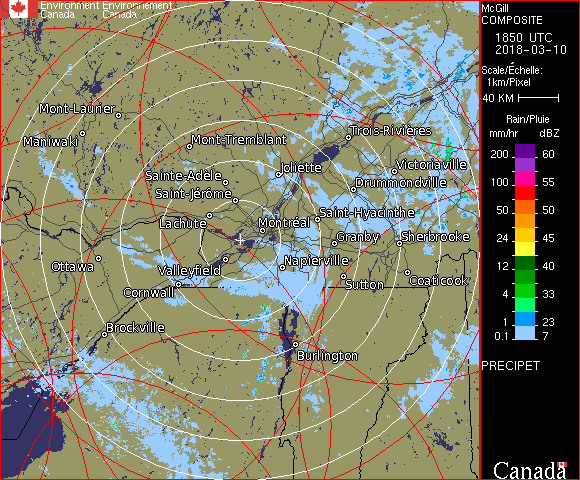 Environment Environnement
Canada Canada
McGill
COMPOSITE
1850 UTC
2018-03-10
Scale/Échelle:
1km/Pixel
40 KM
Rain/Pluie
mm/hr dBZ
200 60
100 55
50 50
24 45
12 40
4 33
1 23
0.1 7
PRECIPET
Canada
Mont-Laurier
Maniwaki
Mont-Tremblant
Trois-Rivières
Joliette
Victoriaville
Sainte-Adèle
Drummondville
Saint-Jérôme
Lachute
Saint-Hyacinthe
Montréal
Granby
Sherbrooke
Ottawa
Valleyfield
Napierville
Cornwall
Sutton
Coaticook
Brockville
Burlington